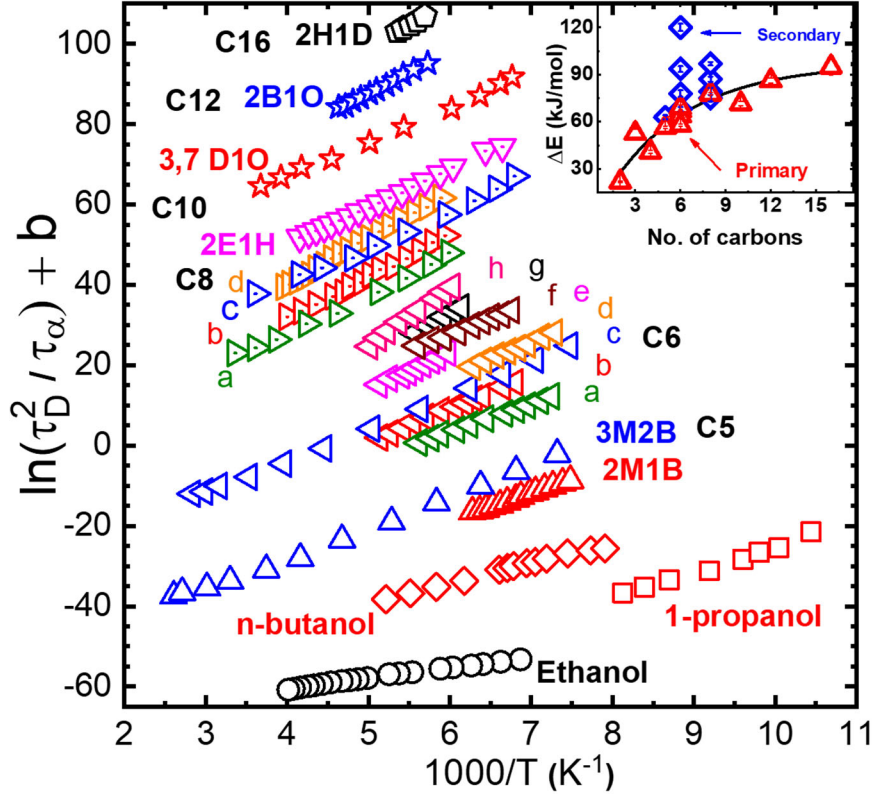 100
80
60
40
20
0
-20
-40
-60
ln(τ_D^2 / τ_α) + b
2
3
4
5
6
7
8
9
10
11
1000/T (K^-1)
C16
2H1D
C12
2B1O
3,7 D1O
C10
2E1H
C8
d
c
b
a
h
g
f
e
d
c
b
a
C6
3M2B
C5
2M1B
n-butanol
1-propanol
Ethanol
120
90
60
30
ΔE (kJ/mol)
Secondary
Primary
3
6
9
12
15
No. of carbons